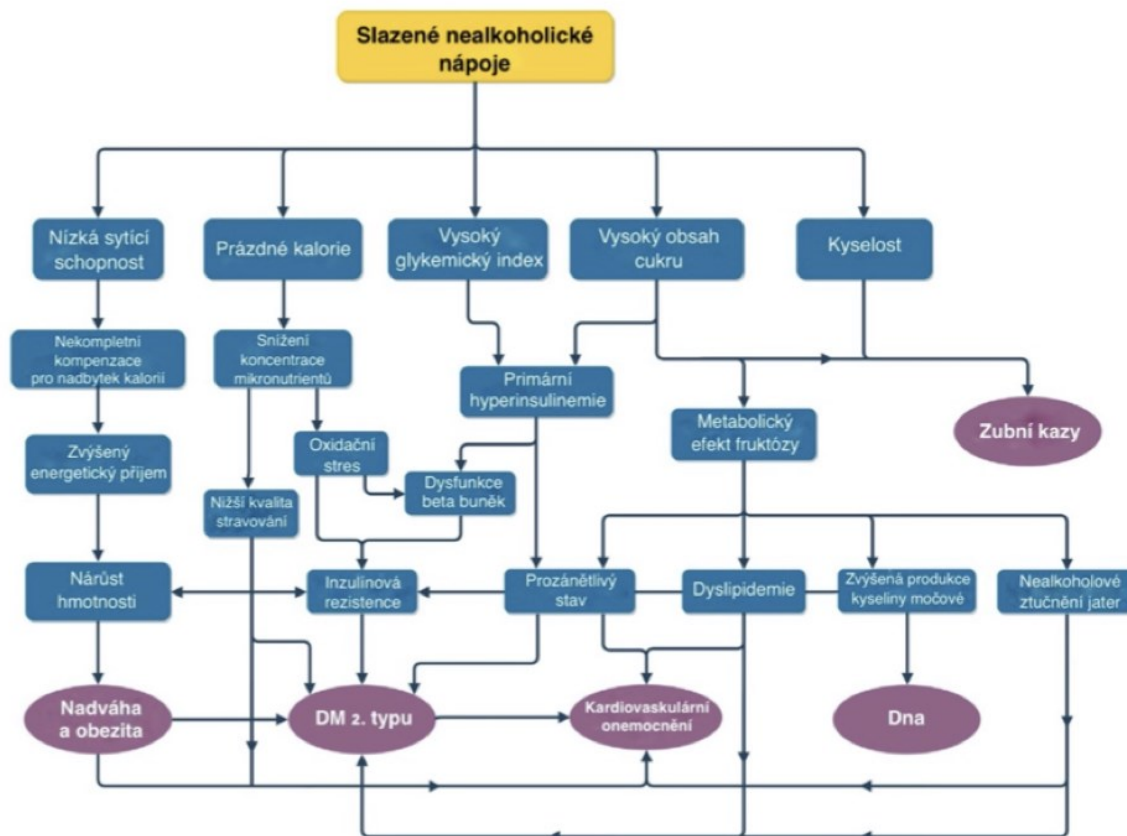 Slazené nealkoholické
nápoje
Nízká sytící
schopnost
Prázdné kalorie
Vysoký
glykemický index
Vysoký obsah
cukru
Kyselost
Nekompletní
kompenzace
pro nadbytek kalorií
Snížení
koncentrace
mikronutrientů
Primární
hyperinsulinemie
Metabolický
efekt fruktózy
Zubní kazy
Zvýšený
energetický příjem
Oxidační
stres
Dysfunkce
beta buněk
Nižší kvalita
stravování
Nárůst
hmotnosti
Inzulínová
rezistence
Prozánětlivý
stav
Dyslipidemie
Zvýšená produkce
kyseliny močové
Nealkoholové
ztučnění jater
Nadváha
a obezita
DM 2. typu
Kardiovaskulární
onemocnění
Dna